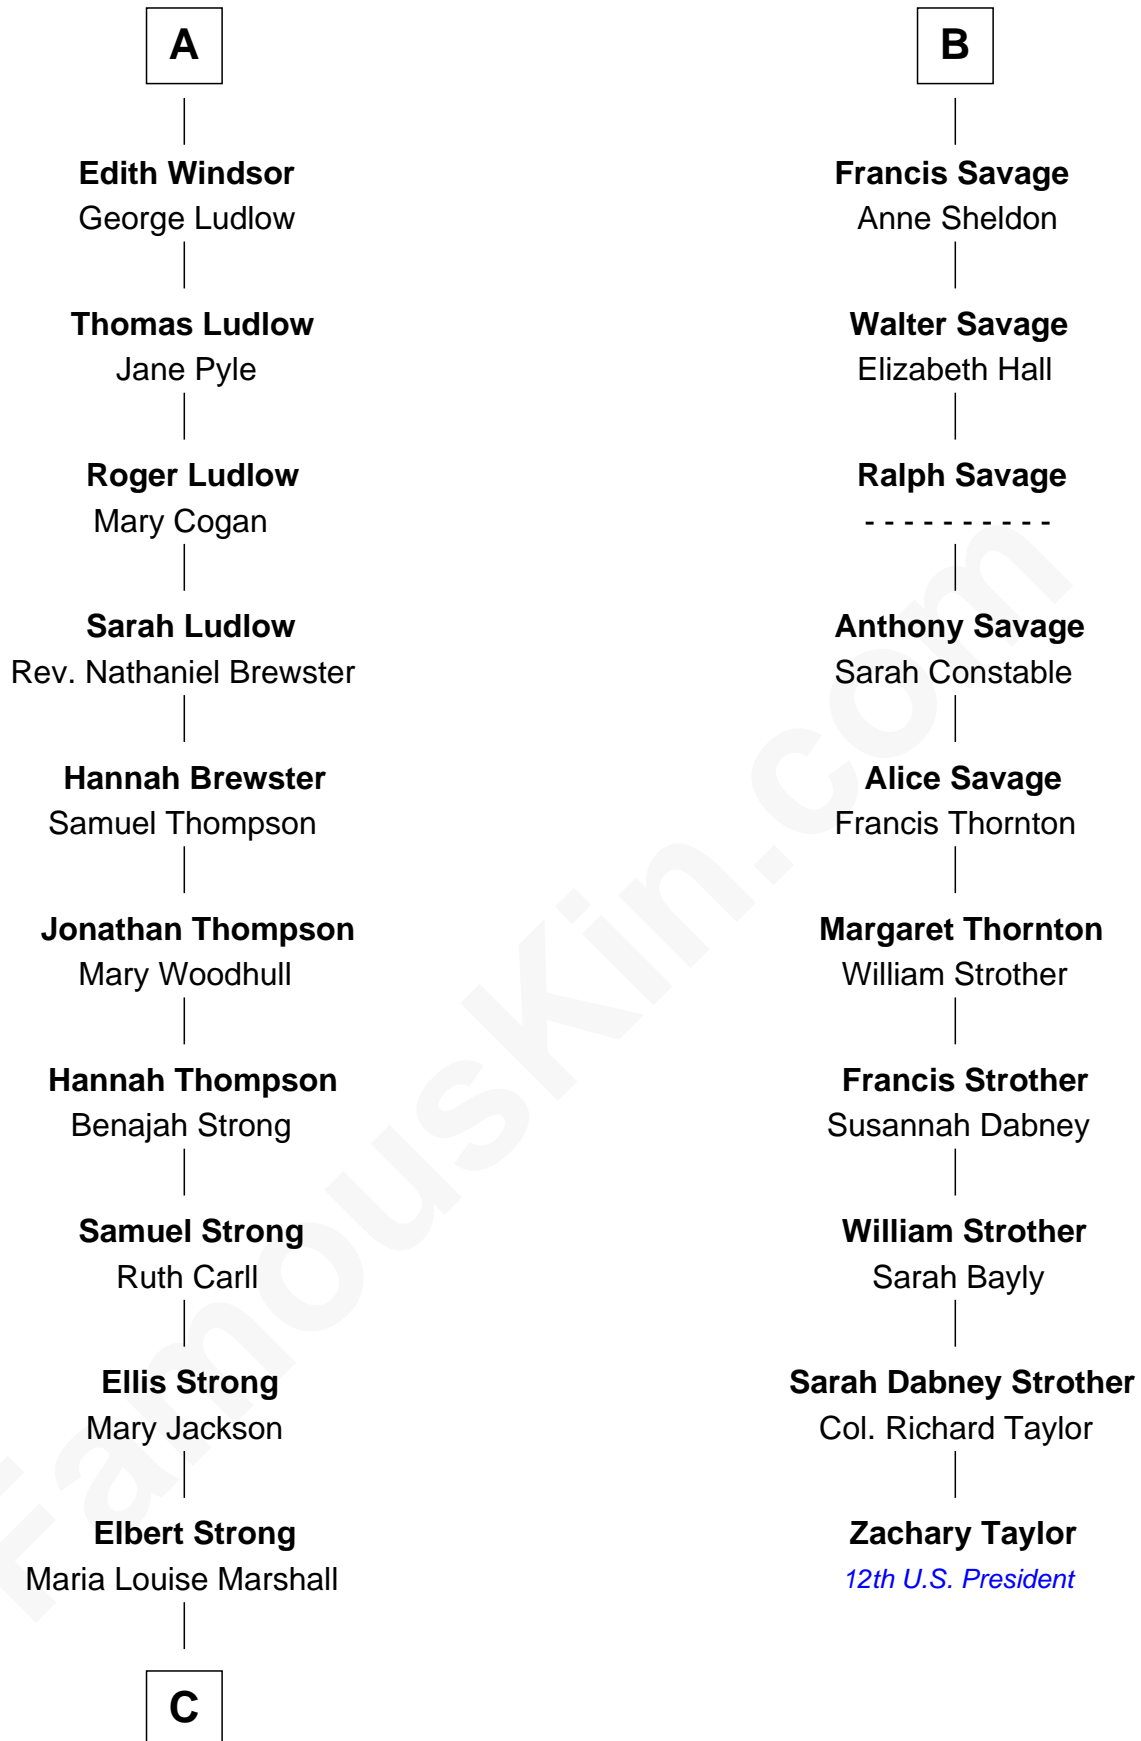 A
Edith Windsor
George Ludlow
Thomas Ludlow
Jane Pyle
Roger Ludlow
Mary Cogan
Sarah Ludlow
Rev. Nathaniel Brewster
Hannah Brewster
Samuel Thompson
Jonathan Thompson
Mary Woodhull
Hannah Thompson
Benajah Strong
Samuel Strong
Ruth Carll
Ellis Strong
Mary Jackson
Elbert Strong
Maria Louise Marshall
C
B
Francis Savage
Anne Sheldon
Walter Savage
Elizabeth Hall
Ralph Savage
- - - - - - - - - -
Anthony Savage
Sarah Constable
Alice Savage
Francis Thornton
Margaret Thornton
William Strother
Francis Strother
Susannah Dabney
William Strother
Sarah Bayly
Sarah Dabney Strother
Col. Richard Taylor
Zachary Taylor
12th U.S. President
FamousKin.com